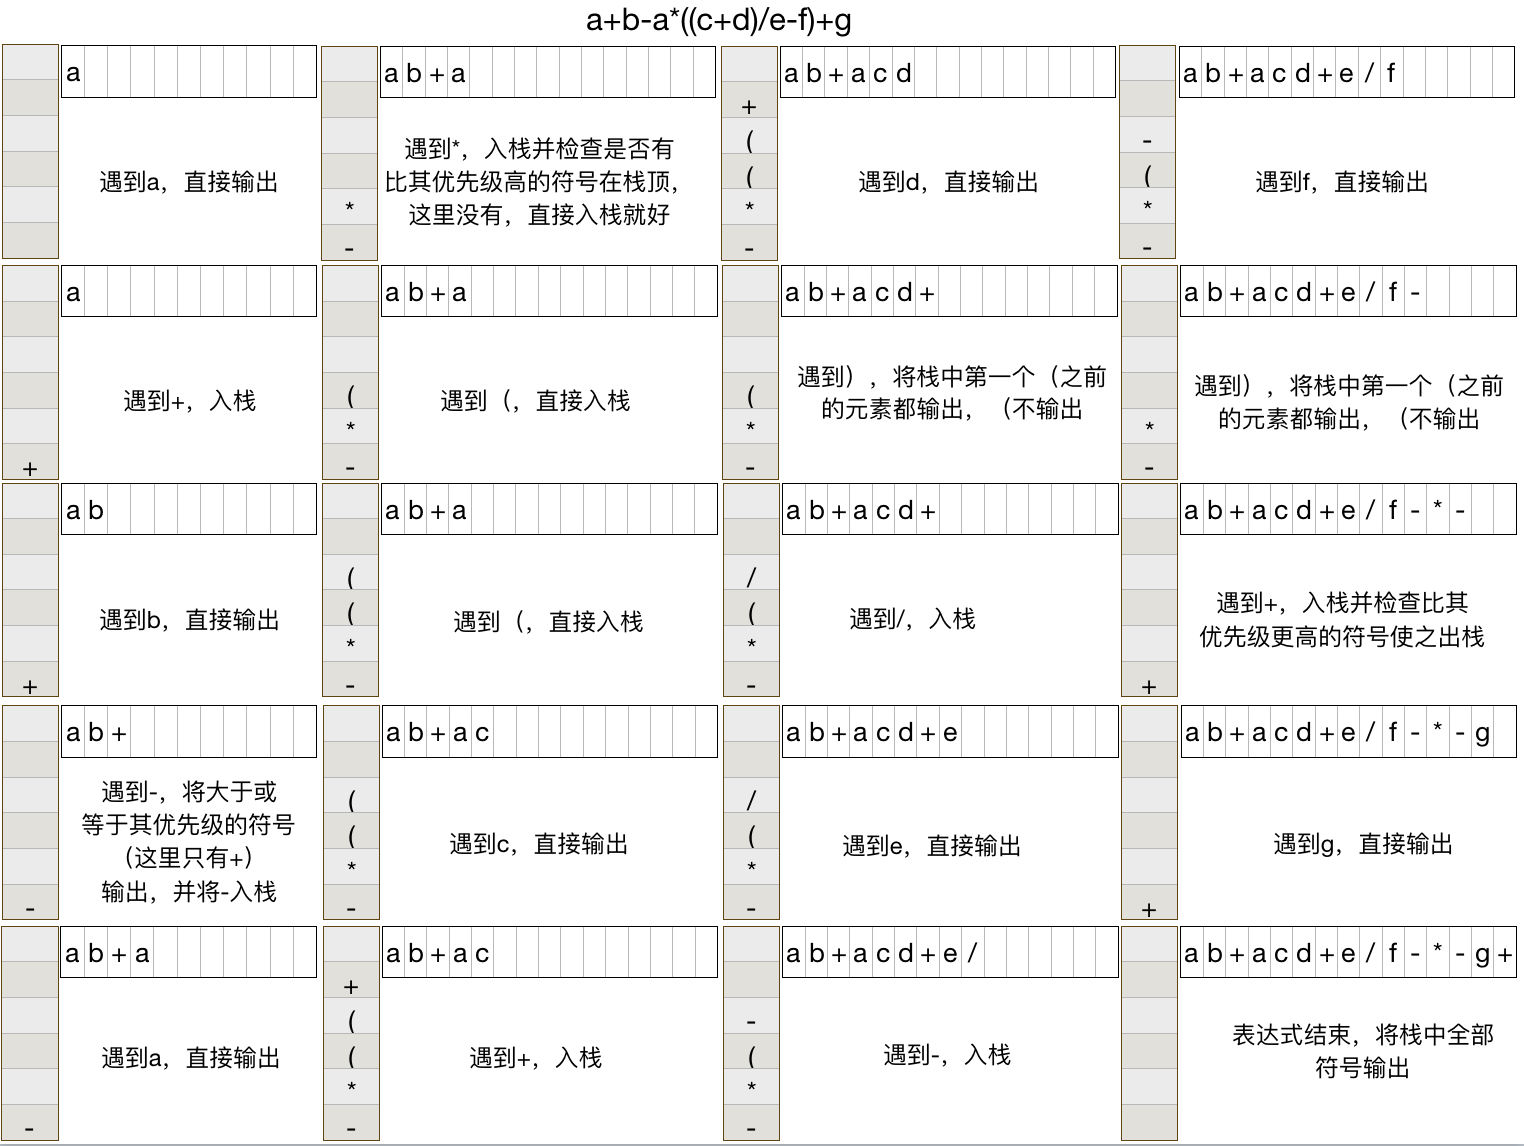 a+b-a*((c+d)/e-f)+g
a
遇到a，直接输出
a
+
遇到+，入栈
a b
+
遇到b，直接输出
a b +
-
遇到-，将大于或
等于其优先级的符号
（这里只有+）
输出，并将-入栈
a b + a
-
遇到a，直接输出
a b + a
*
-
遇到*，入栈并检查是否有
比其优先级高的符号在栈顶，
这里没有，直接入栈就好
a b + a
(
*
-
遇到（，直接入栈
a b + a
(
(
*
-
遇到（，直接入栈
a b + a c
(
(
*
-
遇到c，直接输出
a b + a c
+
(
(
*
-
遇到+，入栈
a b + a c d
+
(
(
*
-
遇到d，直接输出
a b + a c d +
(
*
-
遇到），将栈中第一个（之前
的元素都输出，（不输出
a b + a c d +
/
(
*
-
遇到/，入栈
a b + a c d + e
/
(
*
-
遇到e，直接输出
a b + a c d + e /
-
(
*
-
遇到-，入栈
a b + a c d + e / f
-
(
*
-
遇到f，直接输出
a b + a c d + e / f -
*
-
遇到），将栈中第一个（之前
的元素都输出，（不输出
a b + a c d + e / f - * -
+
遇到+，入栈并检查比其
优先级更高的符号使之出栈
a b + a c d + e / f - * - g
+
遇到g，直接输出
a b + a c d + e / f - * - g +
表达式结束，将栈中全部
符号输出